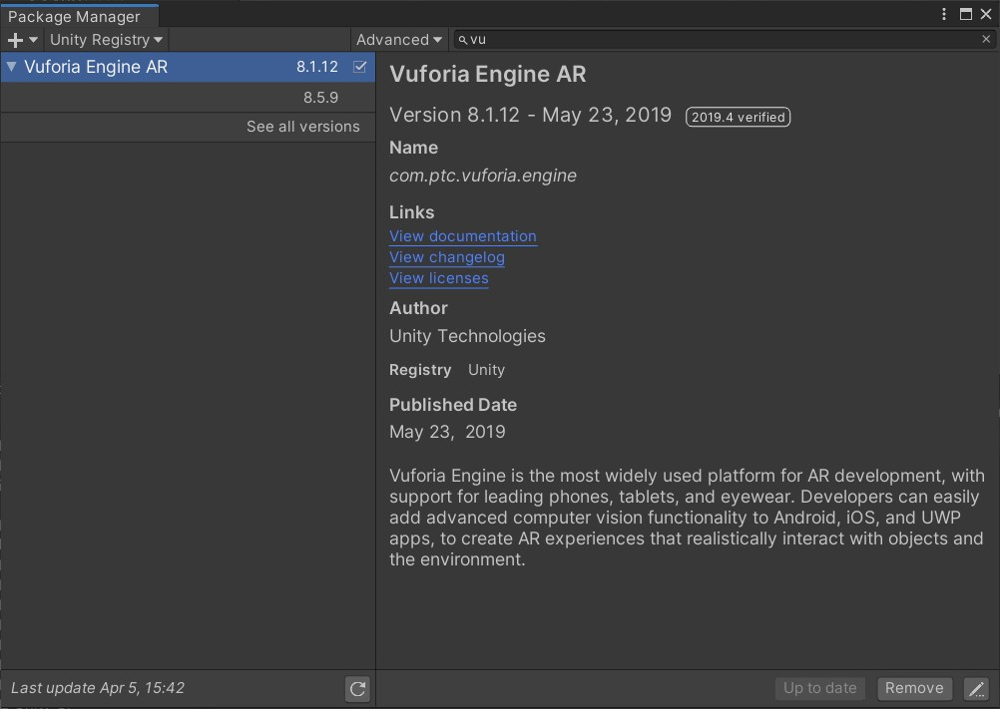 Package Manager
Unity Registry
Advanced
vu
Vuforia Engine AR 8.1.12
8.5.9
See all versions
Vuforia Engine AR
Version 8.1.12 - May 23, 2019 2019.4 verified
Name
com.ptc.vuforia.engine
Links
View documentation
View changelog
View licenses
Author
Unity Technologies
Registry Unity
Published Date
May 23, 2019
Vuforia Engine is the most widely used platform for AR development, with
support for leading phones, tablets, and eyewear. Developers can easily
add advanced computer vision functionality to Android, iOS, and UWP
apps, to create AR experiences that realistically interact with objects and
the environment.
Last update Apr 5, 15:42
Up to date
Remove